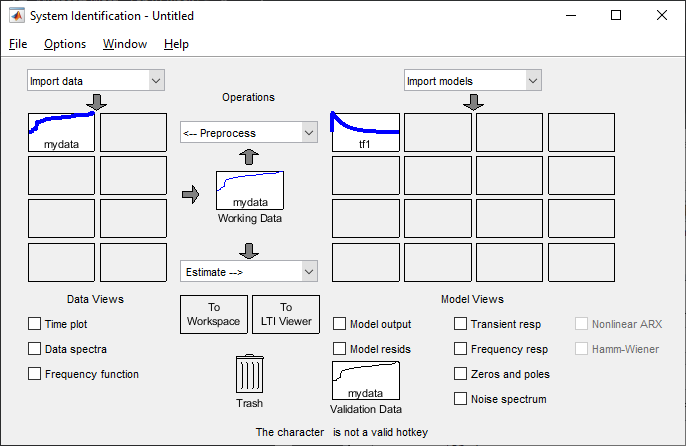 System Identification - Untitled
File Options Window Help
Import data
Import models
Operations
mydata
<-- Preprocess
tf1
mydata
Working Data
Estimate -->
Data Views
To
Workspace
To
LTI Viewer
Model Views
Time plot
Data spectra
Frequency function
Model output
Model resids
Transient resp
Frequency resp
Zeros and poles
Noise spectrum
Nonlinear ARX
Hamm-Wiener
Trash
mydata
Validation Data
The character is not a valid hotkey